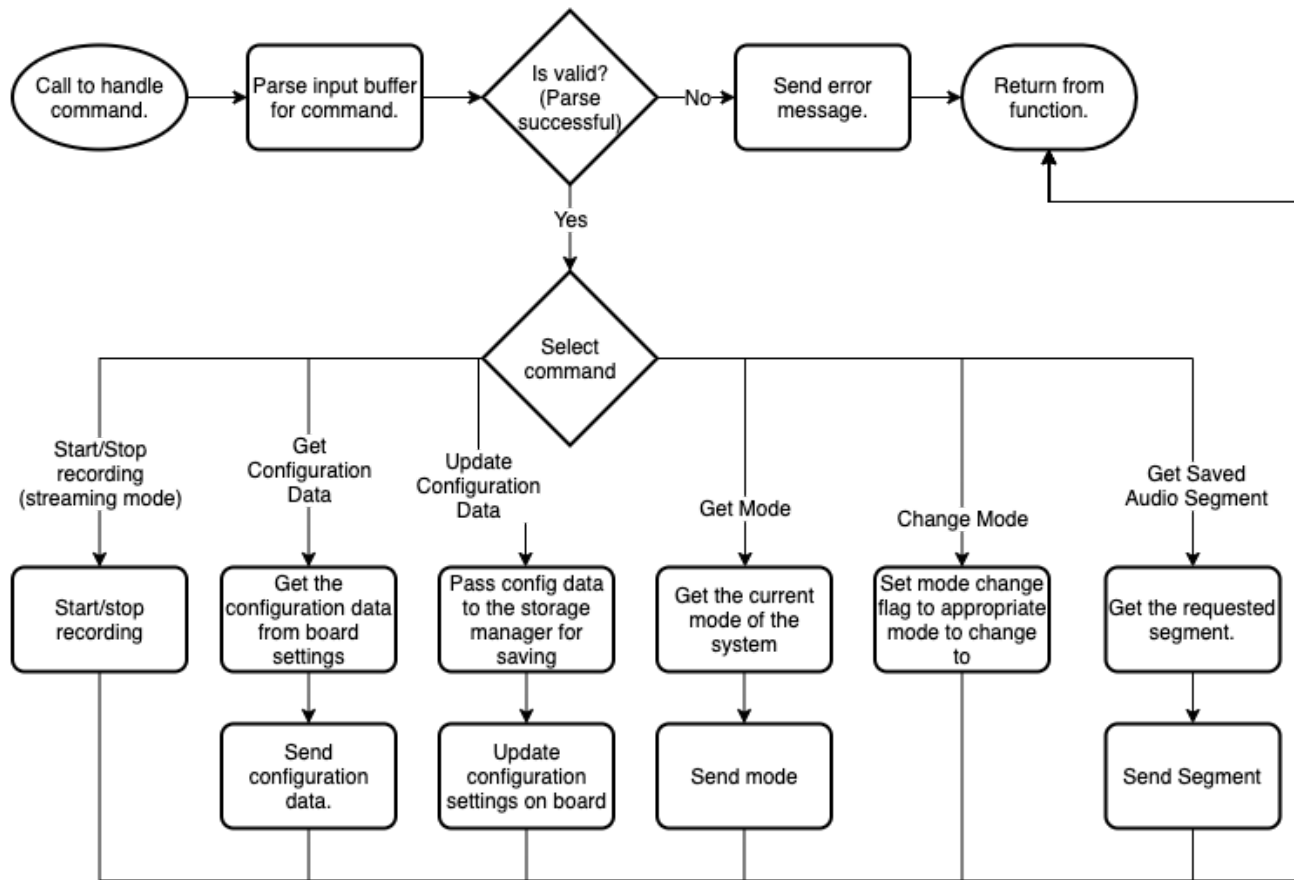 Call to handle
command.
Parse input buffer
for command.
Is valid?
(Parse
successful)
No
Send error
message.
Return from
function.
Yes
Select
command
Start/Stop
recording
(streaming mode)
Get
Configuration
Data
Update
Configuration
Data
Get Mode
Change Mode
Get Saved
Audio Segment
Start/stop
recording
Get the
configuration data
from board
settings
Pass config data
to the storage
manager for
saving
Get the current
mode of the
system
Set mode change
flag to appropriate
mode to change
to
Get the requested
segment.
Send
configuration
data.
Update
configuration
settings on board
Send mode
Send Segment